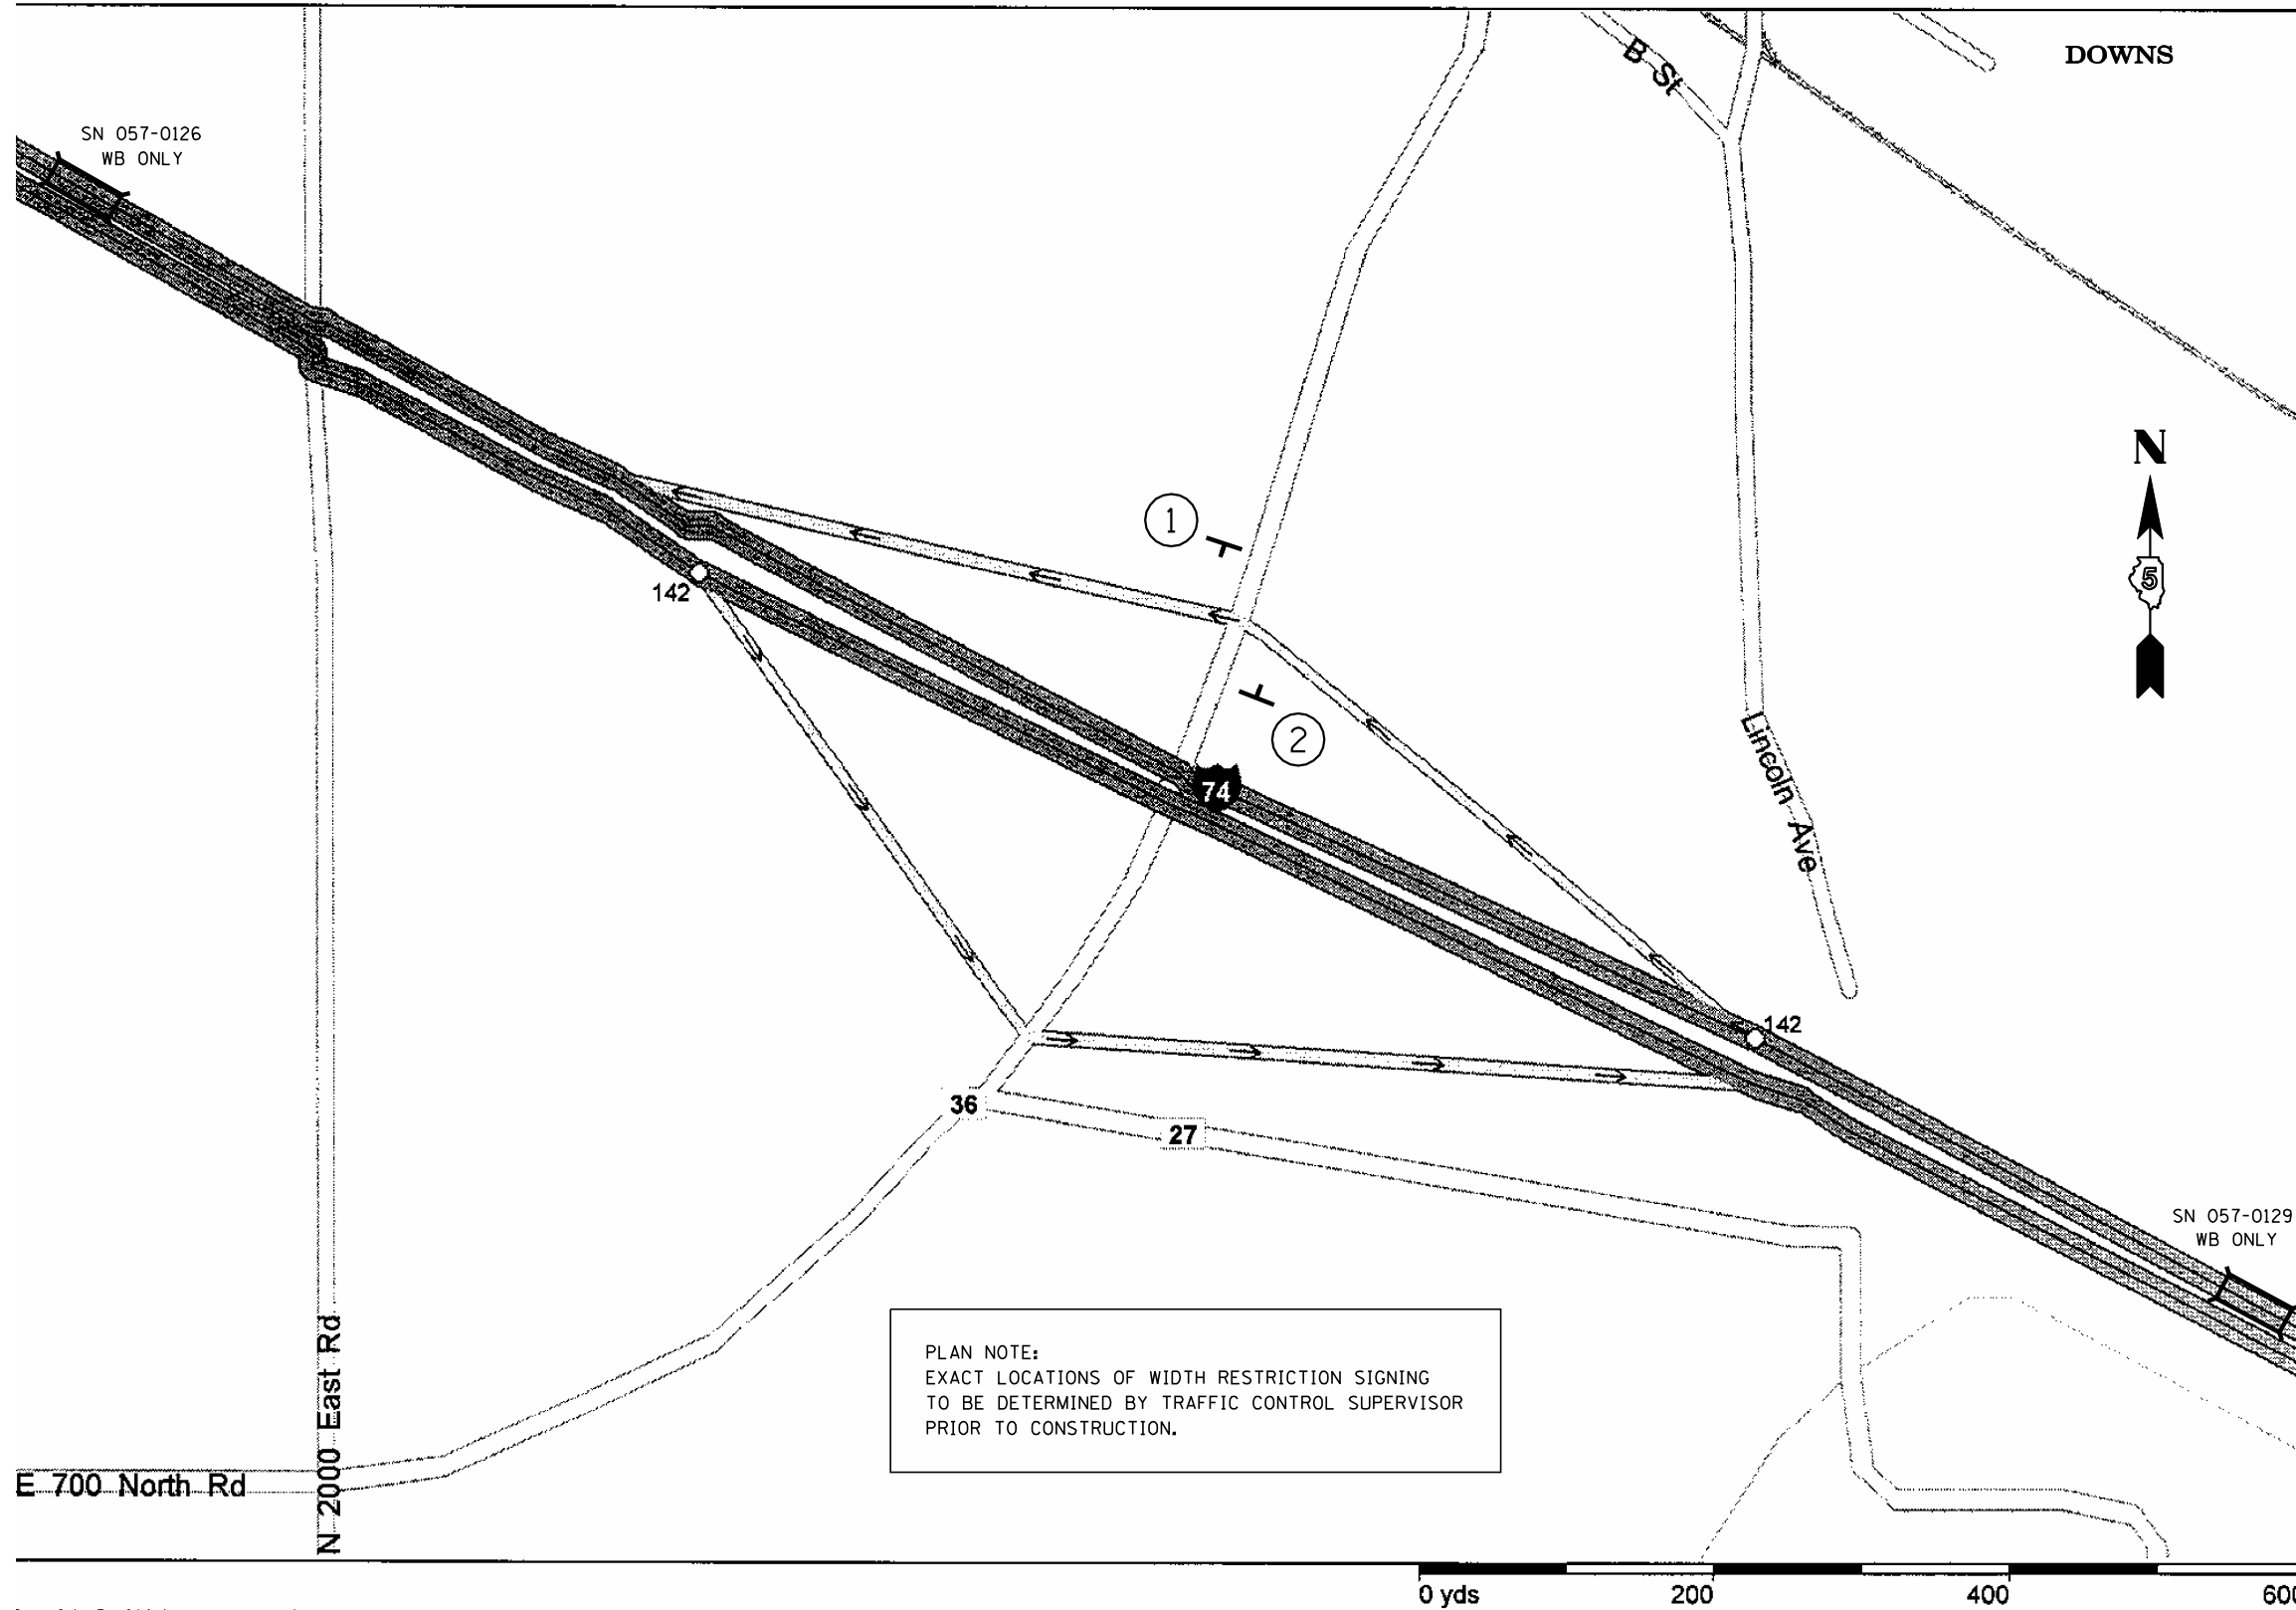 B St
DOWNS
SN 057-0126
WB ONLY
N
1
5
142
2
74
Lincoln Ave
142
36
27
SN 057-0129
WB ONLY
PLAN NOTE:
EXACT LOCATIONS OF WIDTH RESTRICTION SIGNING
TO BE DETERMINED BY TRAFFIC CONTROL SUPERVISOR
PRIOR TO CONSTRUCTION.
N 2000 East Rd
E 700 North Rd
0 yds 200 400